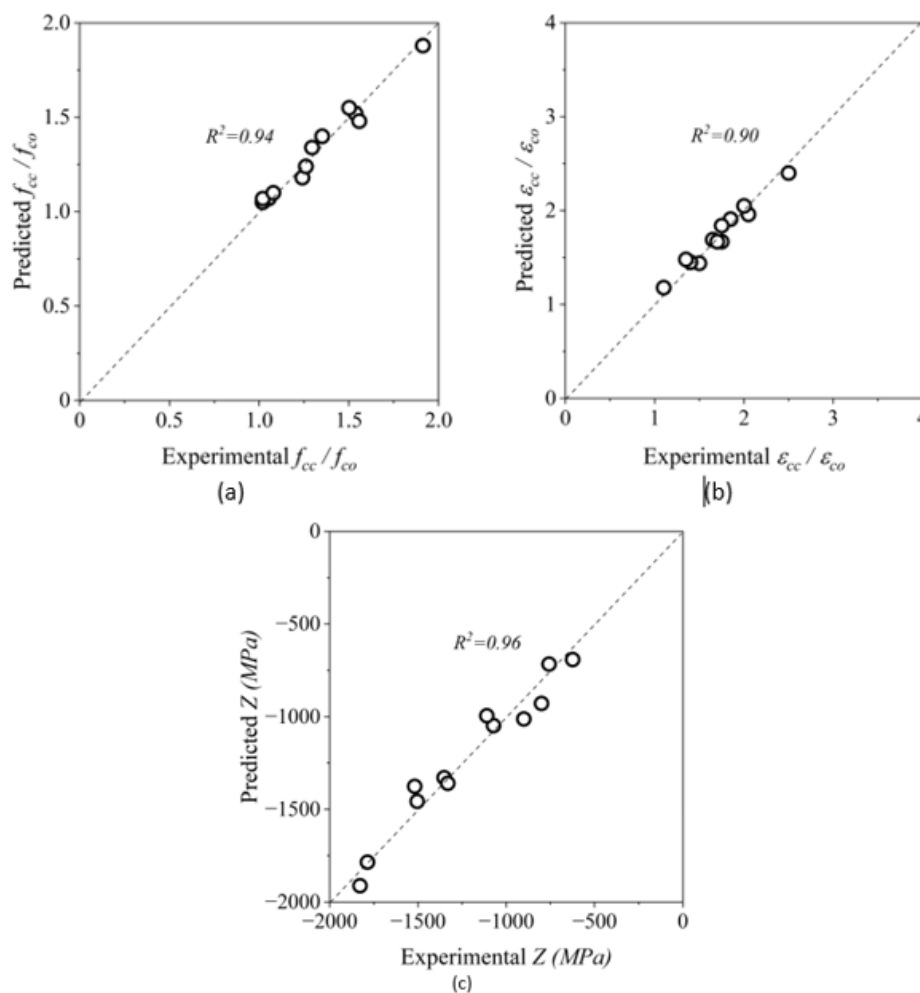 2.0
1.5
1.0
0.5
0
0
0.5
1.0
1.5
2.0
R²=0.94
Predicted f_cc / f_co
Experimental f_cc / f_co
(a)
4
3
2
1
0
0
1
2
3
4
R²=0.90
Predicted ε_cc / ε_co
Experimental ε_cc / ε_co
(b)
0
−500
−1000
−1500
−2000
−2000
−1500
−1000
−500
0
R²=0.96
Predicted Z (MPa)
Experimental Z (MPa)
(c)